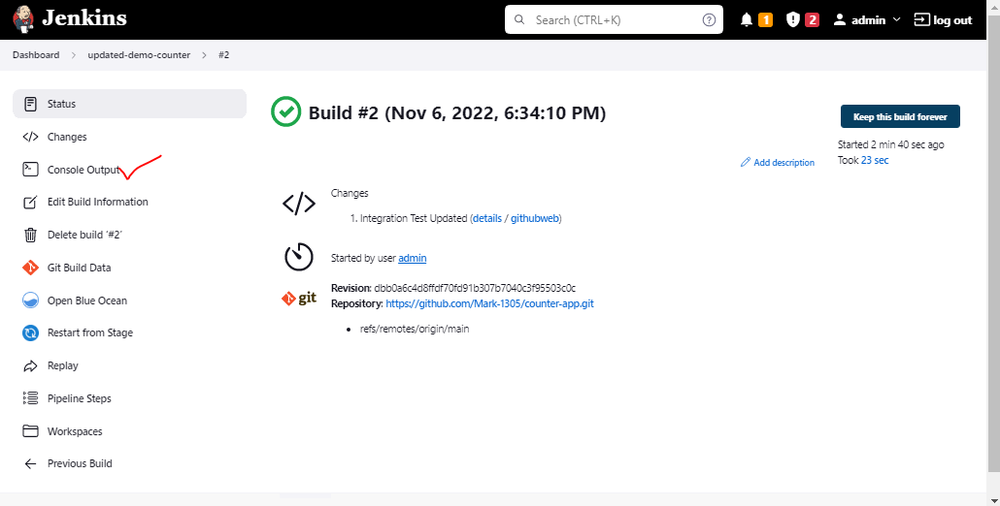 Jenkins
Search (CTRL+K)
1
2
admin
log out
Dashboard
updated-demo-counter
#2
Status
Changes
Console Output
Edit Build Information
Delete build '#2'
Git Build Data
Open Blue Ocean
Restart from Stage
Replay
Pipeline Steps
Workspaces
Previous Build
Build #2 (Nov 6, 2022, 6:34:10 PM)
Keep this build forever
Started 2 min 40 sec ago
Took 23 sec
Add description
Changes
1. Integration Test Updated (details / githubweb)
Started by user admin
git
Revision: dbb0a6c4d8ffdf70fd91b307b7040c3f95503c0c
Repository: https://github.com/Mark-1305/counter-app.git
• refs/remotes/origin/main